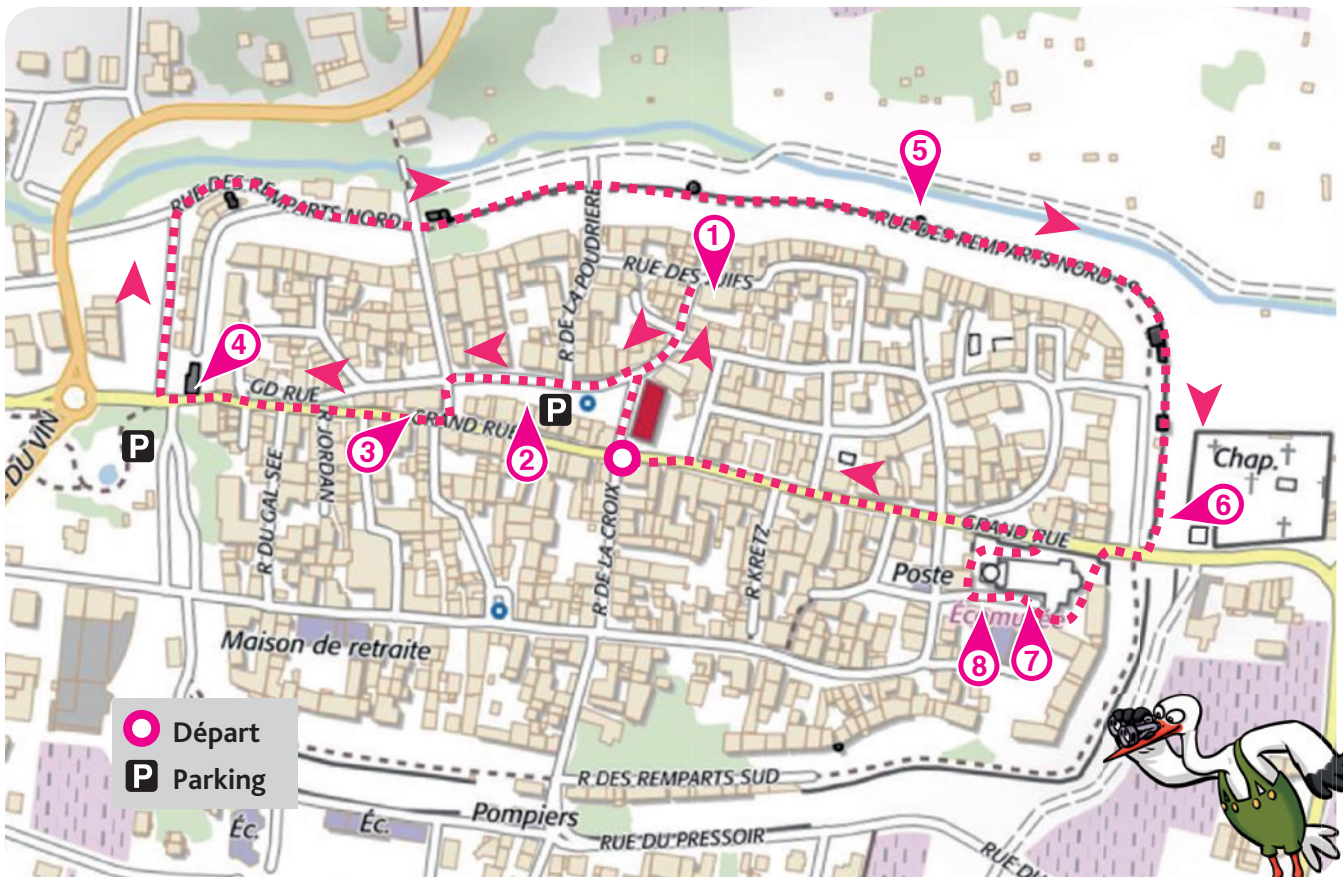 5
RUE DES REMPARTS NORD
1
RUE DES REMPARTS NORD
R DE LA POUDRIERE
RUE DES JUIFS
4
GD RUE
P
3
GRAND RUE
2
P
DU VIN
R JORDAN
R DU GAL SEE
R DE LA CROIX
R KRETZ
GRAND RUE
Chap.
6
Poste
Écomusée
8
7
Maison de retraite
Départ
P Parking
R DES REMPARTS SUD
Pompiers
Éc.
Éc.
RUE DU PRESSOIR
RUE DU